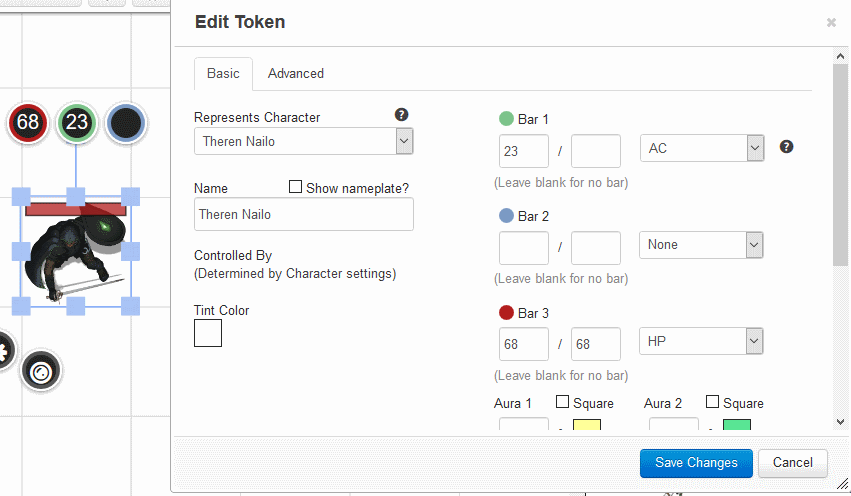 Edit Token
×
Basic
Advanced
68
23
Represents Character
?
Theren Nailo
Name
Show nameplate?
Theren Nailo
Controlled By
(Determined by Character settings)
Tint Color
Bar 1
23 /
AC
?
(Leave blank for no bar)
Bar 2
/
None
(Leave blank for no bar)
Bar 3
68 / 68
HP
(Leave blank for no bar)
Aura 1
Square
Aura 2
Square
Save Changes
Cancel